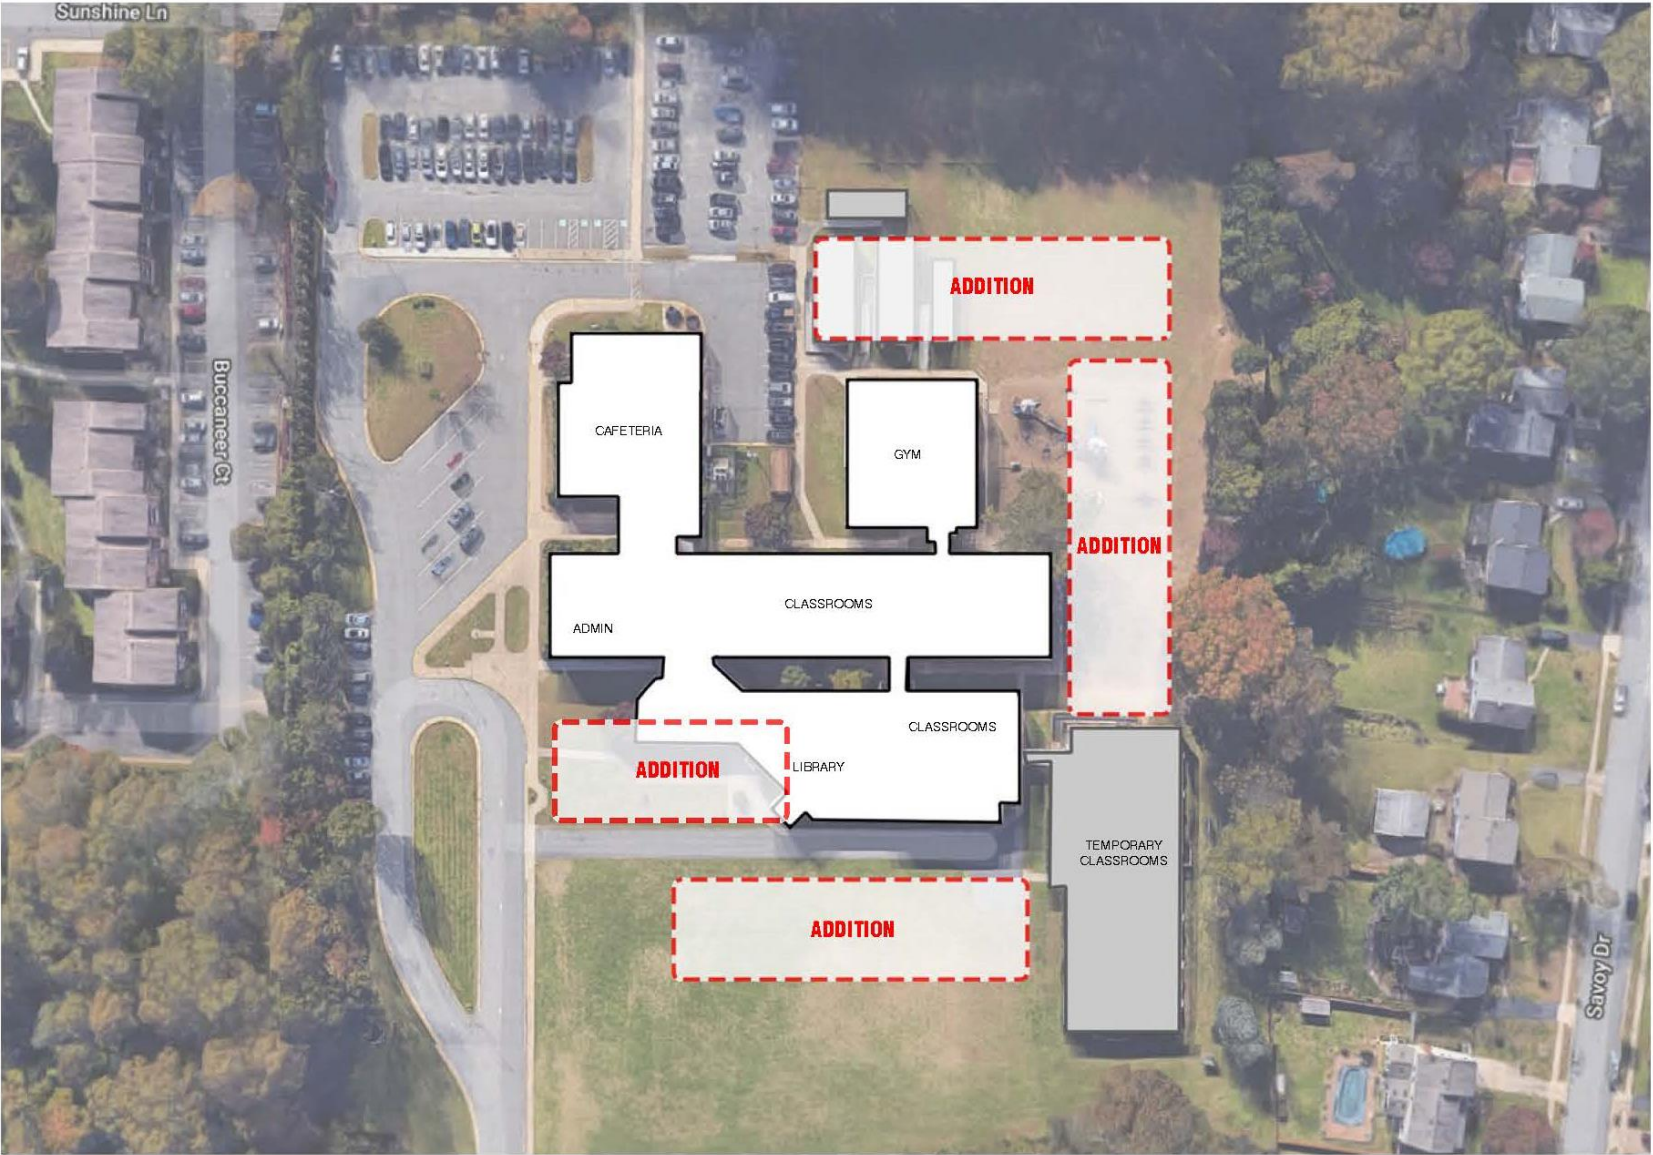 Sunshine Ln
ADDITION
Buccaneer Ct
CAFETERIA
GYM
ADDITION
CLASSROOMS
ADMIN
CLASSROOMS
ADDITION
LIBRARY
TEMPORARY
CLASSROOMS
ADDITION
Savoy Dr